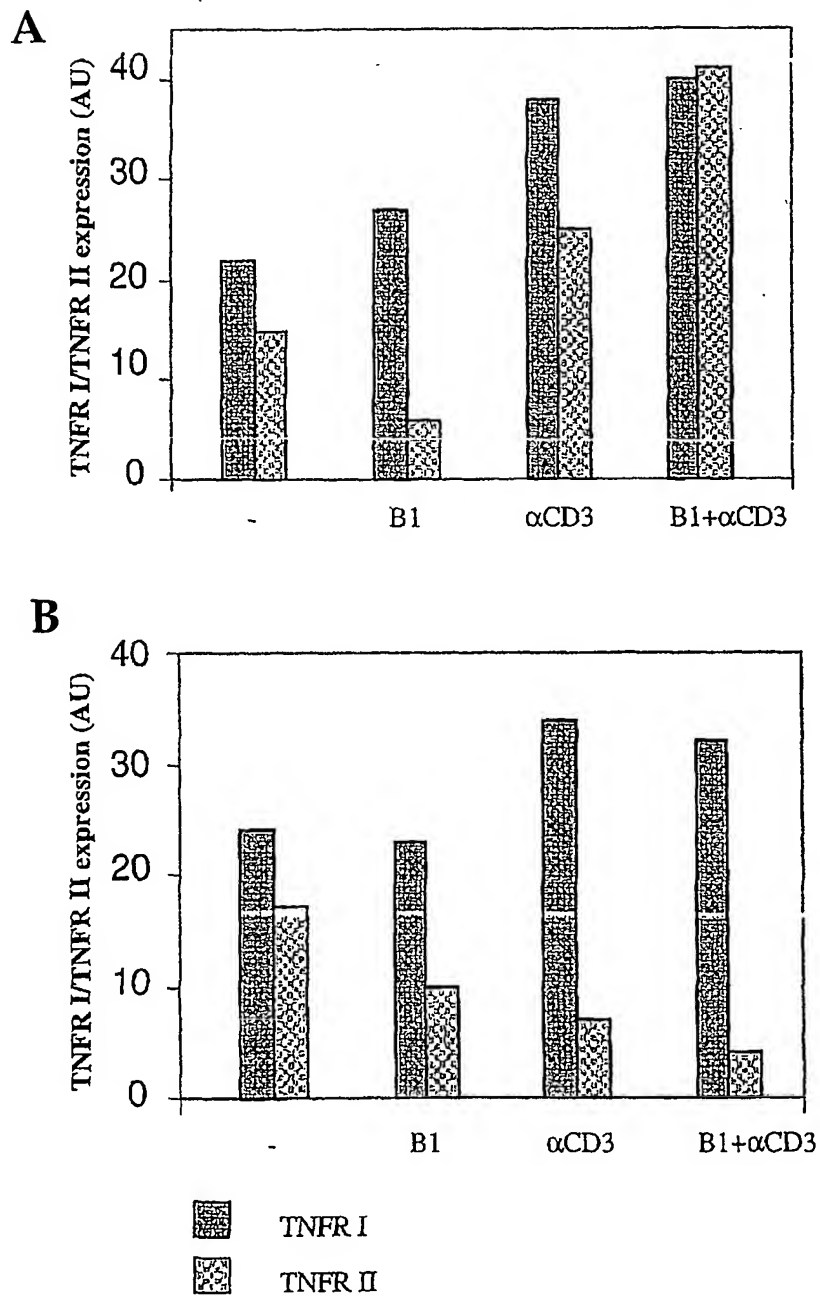 A
TNFR I/TNFR II expression (AU)
40
30
20
10
0
-
B1
αCD3
B1+αCD3
B
TNFR I/TNFR II expression (AU)
40
30
20
10
0
-
B1
αCD3
B1+αCD3
TNFR I
TNFR II